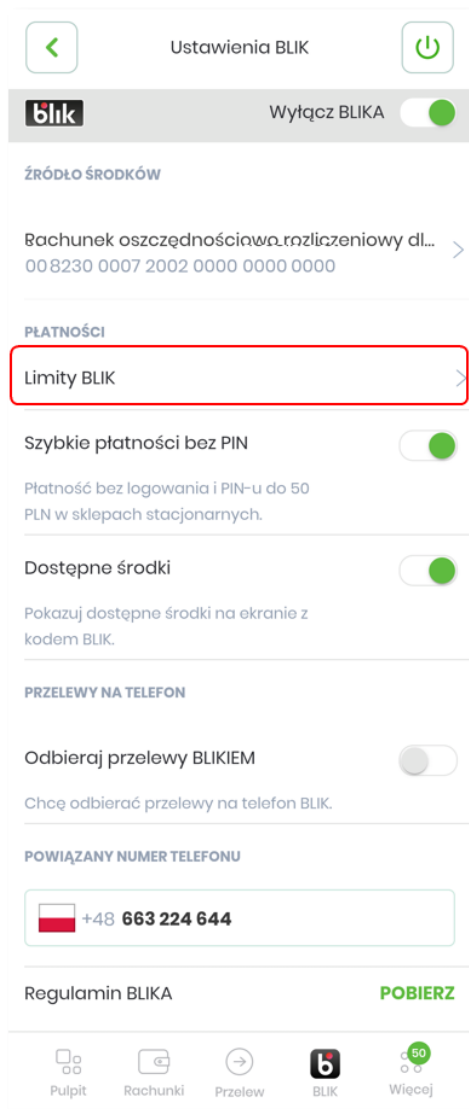 Ustawienia BLIK
blik
Wyłącz BLIKA
ŹRÓDŁO ŚRODKÓW
Rachunek oszczędnościowo-rozliczeniowy dl...
00 8230 0007 2002 0000 0000 0000
PŁATNOŚCI
Limity BLIK
Szybkie płatności bez PIN
Płatność bez logowania i PIN-u do 50
PLN w sklepach stacjonarnych.
Dostępne środki
Pokazuj dostępne środki na ekranie z
kodem BLIK.
PRZELEWY NA TELEFON
Odbieraj przelewy BLIKIEM
Chcę odbierać przelewy na telefon BLIK.
POWIĄZANY NUMER TELEFONU
+48 663 224 644
Regulamin BLIKA
POBIERZ
50
Pulpit
Rachunki
Przelew
BLIK
Więcej